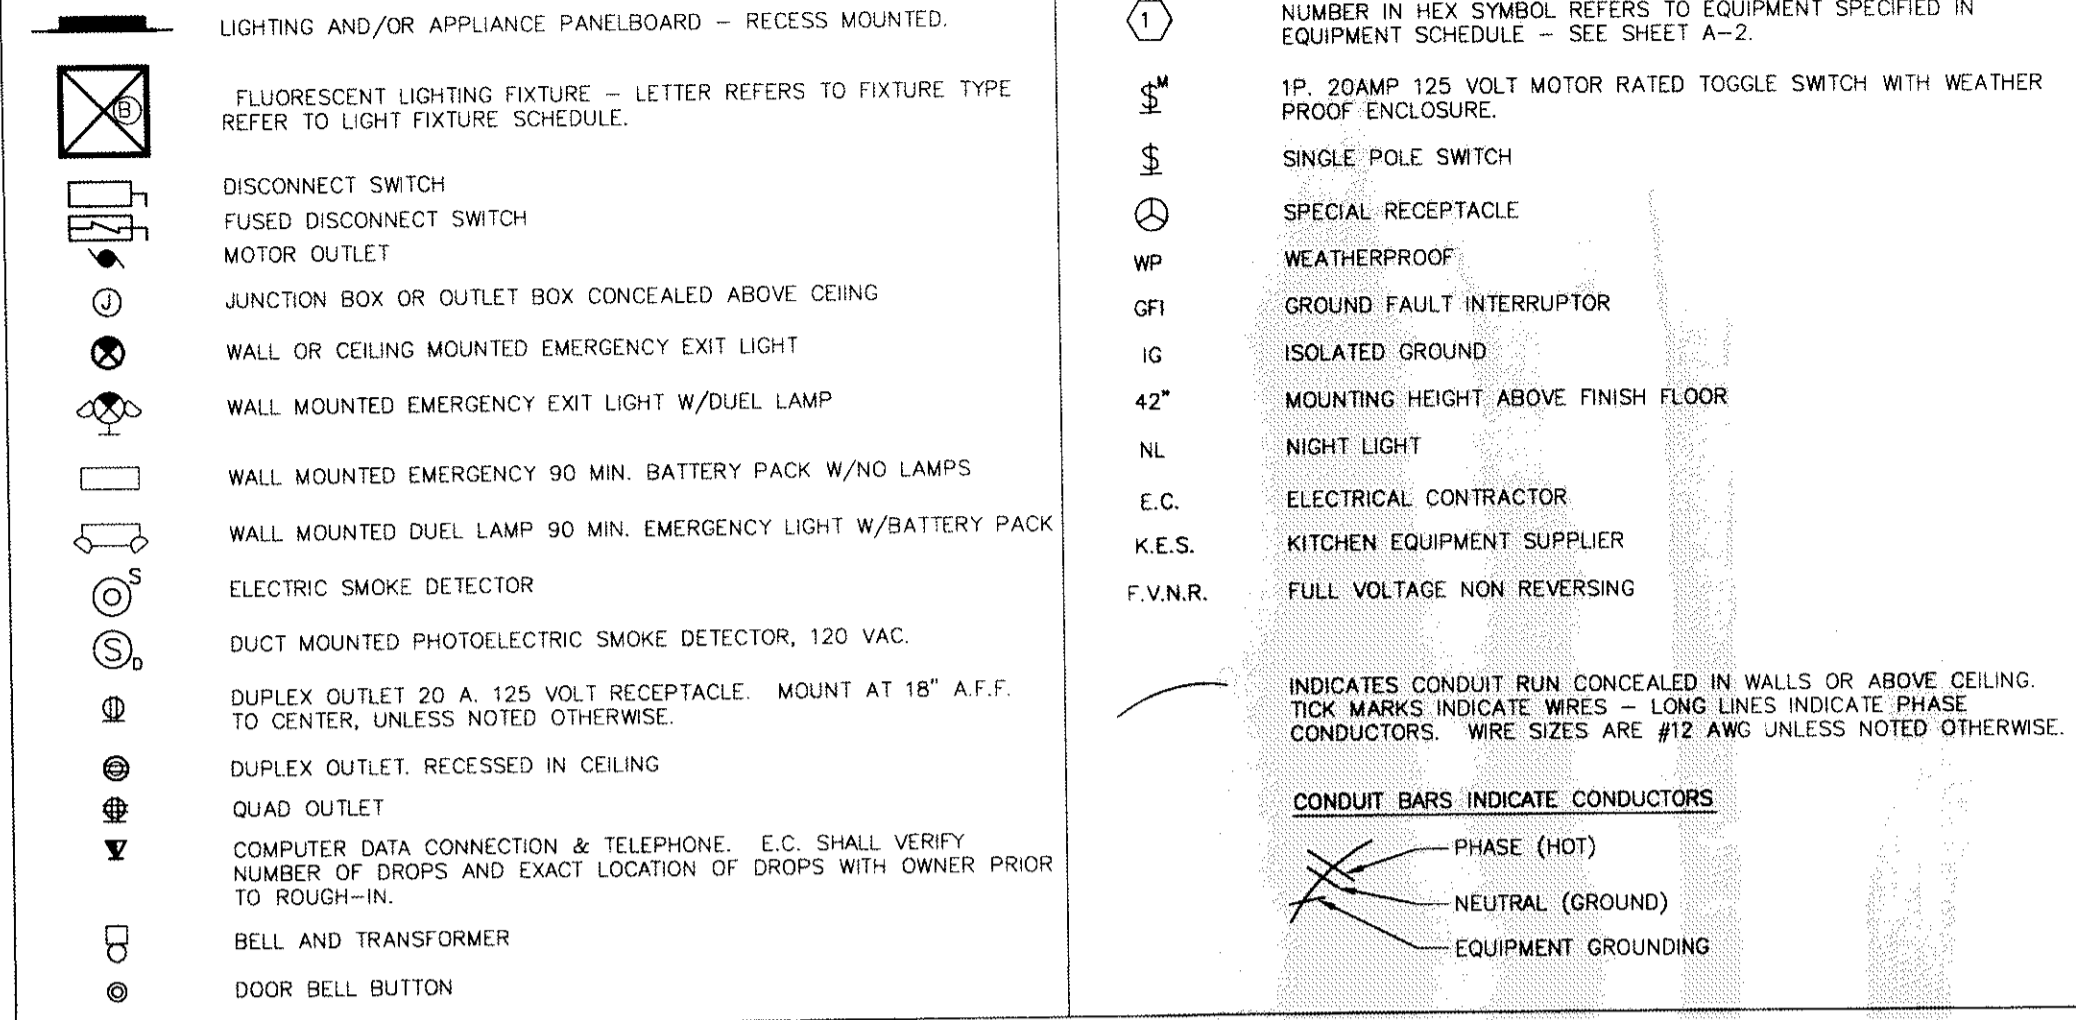 LIGHTING AND/OR APPLIANCE PANELBOARD – RECESS MOUNTED.
B
FLUORESCENT LIGHTING FIXTURE – LETTER REFERS TO FIXTURE TYPE
REFER TO LIGHT FIXTURE SCHEDULE.
DISCONNECT SWITCH
FUSED DISCONNECT SWITCH
MOTOR OUTLET
J JUNCTION BOX OR OUTLET BOX CONCEALED ABOVE CEIING
WALL OR CEILING MOUNTED EMERGENCY EXIT LIGHT
WALL MOUNTED EMERGENCY EXIT LIGHT W/DUEL LAMP
WALL MOUNTED EMERGENCY 90 MIN. BATTERY PACK W/NO LAMPS
WALL MOUNTED DUEL LAMP 90 MIN. EMERGENCY LIGHT W/BATTERY PACK
S ELECTRIC SMOKE DETECTOR
S D DUCT MOUNTED PHOTOELECTRIC SMOKE DETECTOR, 120 VAC.
DUPLEX OUTLET 20 A. 125 VOLT RECEPTACLE. MOUNT AT 18" A.F.F.
TO CENTER, UNLESS NOTED OTHERWISE.
DUPLEX OUTLET. RECESSED IN CEILING
QUAD OUTLET
COMPUTER DATA CONNECTION & TELEPHONE. E.C. SHALL VERIFY
NUMBER OF DROPS AND EXACT LOCATION OF DROPS WITH OWNER PRIOR
TO ROUGH–IN.
BELL AND TRANSFORMER
DOOR BELL BUTTON
1 NUMBER IN HEX SYMBOL REFERS TO EQUIPMENT SPECIFIED IN
EQUIPMENT SCHEDULE – SEE SHEET A–2.
$ M 1P. 20AMP 125 VOLT MOTOR RATED TOGGLE SWITCH WITH WEATHER
PROOF ENCLOSURE.
$ SINGLE POLE SWITCH
SPECIAL RECEPTACLE
WP WEATHERPROOF
GFI GROUND FAULT INTERRUPTOR
IG ISOLATED GROUND
42" MOUNTING HEIGHT ABOVE FINISH FLOOR
NL NIGHT LIGHT
E.C. ELECTRICAL CONTRACTOR
K.E.S. KITCHEN EQUIPMENT SUPPLIER
F.V.N.R. FULL VOLTAGE NON REVERSING
INDICATES CONDUIT RUN CONCEALED IN WALLS OR ABOVE CEILING.
TICK MARKS INDICATE WIRES – LONG LINES INDICATE PHASE
CONDUCTORS. WIRE SIZES ARE #12 AWG UNLESS NOTED OTHERWISE.
CONDUIT BARS INDICATE CONDUCTORS
PHASE (HOT)
NEUTRAL (GROUND)
EQUIPMENT GROUNDING